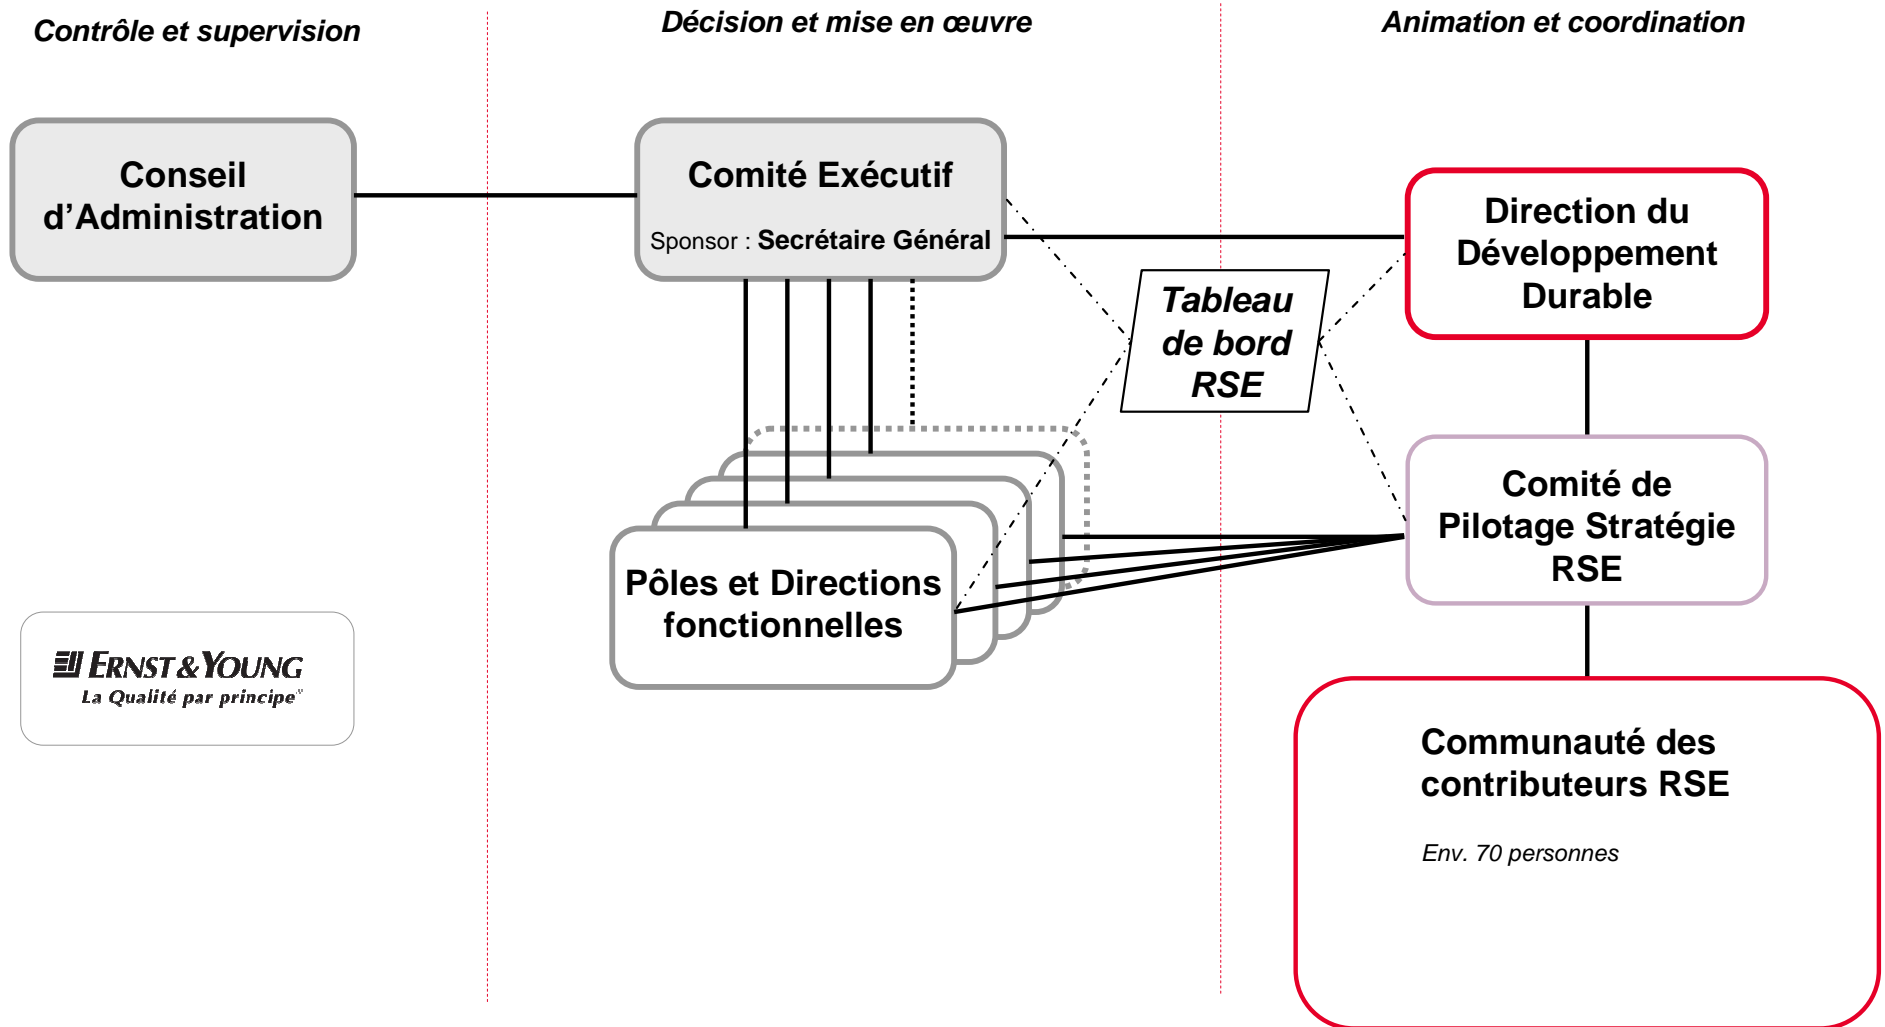 Contrôle et supervision
Décision et mise en œuvre
Animation et coordination
Conseil
d’Administration
Comité Exécutif
Sponsor : Secrétaire Général
Direction du
Développement
Durable
Tableau
de bord
RSE
Comité de
Pilotage Stratégie
RSE
Pôles et Directions
fonctionnelles
ERNST & YOUNG
La Qualité par principe
Communauté des
contributeurs RSE
Env. 70 personnes